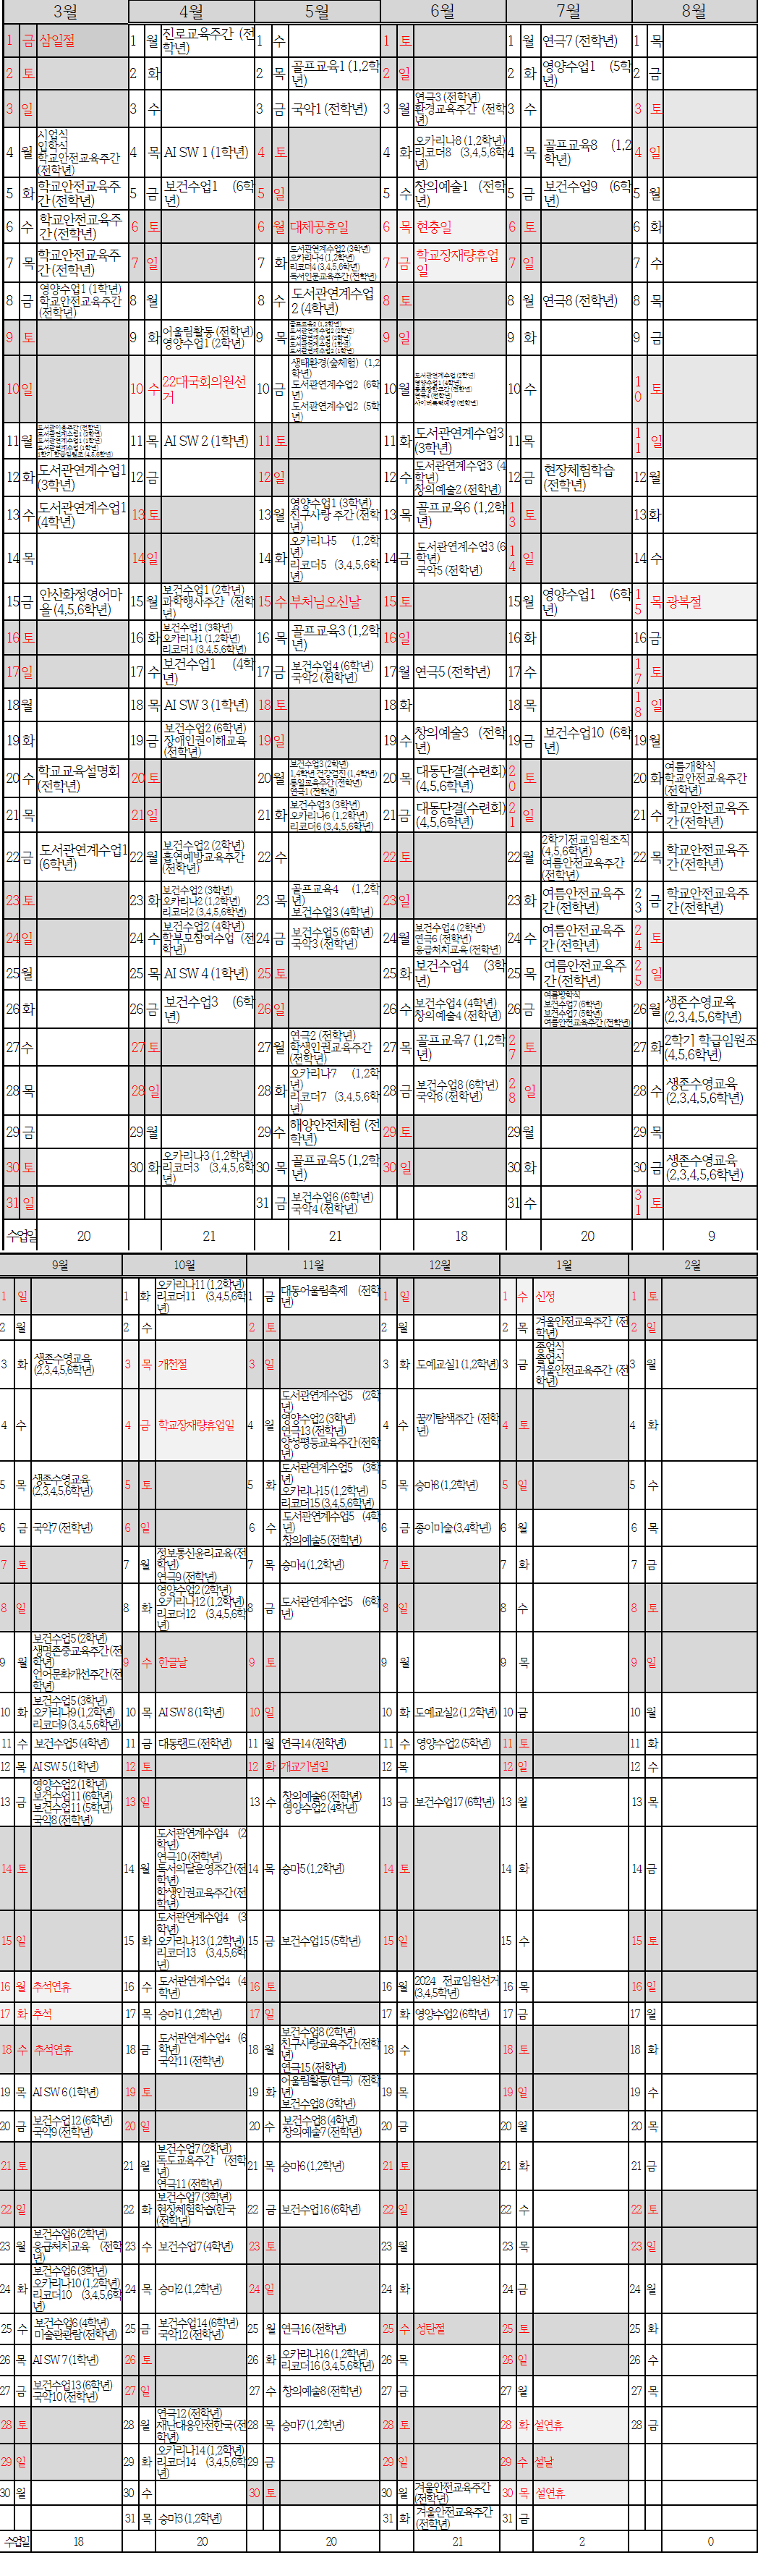 3월 4월 5월 6월 7월 8월
1 금 삼일절 1 월 진로교육주간 (전학년) 1 수 1 토 1 월 연극7 (전학년) 1 목
2 토 2 화 2 목 골프교육1 (1,2학년) 2 일 2 화 영양수업1 (5학년) 2 금
3 일 3 수 3 금 국악1 (전학년) 3 월 연극3 (전학년) 환경교육주간 (전학년) 3 수 3 토
4 월 시업식 입학식 학교안전교육주간 (전학년) 4 목 AI SW 1 (1학년) 4 토 4 화 오카리나8 (1,2학년) 리코더8 (3,4,5,6학년) 4 목 골프교육8 (1,2학년) 4 일
5 화 학교안전교육주간 (전학년) 5 금 보건수업1 (6학년) 5 일 5 수 창의예술1 (전학년) 5 금 보건수업9 (6학년) 5 월
6 수 학교안전교육주간 (전학년) 6 토 6 월 대체공휴일 6 목 현충일 6 토 6 화
7 목 학교안전교육주간 (전학년) 7 일 7 화 도서관연계수업2 (3학년) 오카리나4 (1,2학년) 리코더4 (3,4,5,6학년) 독서인문교육주간 (전학년) 7 금 학교장재량휴업일 7 일 7 수
8 금 영양수업1 (1학년) 학교안전교육주간 (전학년) 8 월 8 수 도서관연계수업2 (4학년) 8 토 8 월 연극8 (전학년) 8 목
9 토 9 화 어울림활동 (전학년) 영양수업1 (2학년) 9 목 9 일 9 화 9 금
10 일 10 수 22대국회의원선거 10 금 생태환경(숲체험) (1,2학년) 도서관연계수업2 (6학년) 도서관연계수업2 (5학년) 10 월 10 수 10 토
11 월 11 목 AI SW 2 (1학년) 11 토 11 화 도서관연계수업3 (3학년) 11 목 11 일
12 화 도서관연계수업1 (3학년) 12 금 12 일 12 수 도서관연계수업3 (4학년) 창의예술2 (전학년) 12 금 현장체험학습 (전학년) 12 월
13 수 도서관연계수업1 (4학년) 13 토 13 월 영양수업1 (3학년) 친구사랑 주간 (전학년) 13 목 골프교육6 (1,2학년) 13 토 13 화
14 목 14 일 14 화 오카리나5 (1,2학년) 리코더5 (3,4,5,6학년) 14 금 도서관연계수업3 (6학년) 국악5 (전학년) 14 일 14 수
15 금 안산화정영어마을 (4,5,6학년) 15 월 보건수업1 (2학년) 과학행사주간 (전학년) 15 수 부처님오신날 15 토 15 월 영양수업1 (6학년) 15 목 광복절
16 토 16 화 보건수업1 (3학년) 오카리나1 (1,2학년) 리코더1 (3,4,5,6학년) 16 목 골프교육3 (1,2학년) 16 일 16 화 16 금
17 일 17 수 보건수업1 (4학년) 17 금 보건수업4 (6학년) 국악2 (전학년) 17 월 연극5 (전학년) 17 수 17 토
18 월 18 목 AI SW 3 (1학년) 18 토 18 화 18 목 18 일
19 화 19 금 보건수업2 (6학년) 장애인권이해교육 (전학년) 19 일 19 수 창의예술3 (전학년) 19 금 보건수업10 (6학년) 19 월
20 수 학교교육설명회 (전학년) 20 토 20 월 보건수업3 (2학년) 1,4학년 건강검진 (1,4학년) 통일교육주간 (전학년) 연극1 (전학년) 20 목 대동단결(수련회) (4,5,6학년) 20 토 20 화 여름개학식 학교안전교육주간 (전학년)
21 목 21 일 21 화 보건수업3 (3학년) 오카리나6 (1,2학년) 리코더6 (3,4,5,6학년) 21 금 대동단결(수련회) (4,5,6학년) 21 일 21 수 학교안전교육주간 (전학년)
22 금 도서관연계수업1 (6학년) 22 월 보건수업2 (2학년) 흡연예방교육주간 (전학년) 22 수 22 토 22 월 2학기전교임원조직 (4,5,6학년) 여름안전교육주간 (전학년) 22 목 학교안전교육주간 (전학년)
23 토 23 화 보건수업2 (3학년) 오카리나2 (1,2학년) 리코더2 (3,4,5,6학년) 23 목 골프교육4 (1,2학년) 보건수업3 (4학년) 23 일 23 화 여름안전교육주간 (전학년) 23 금 학교안전교육주간 (전학년)
24 일 24 수 보건수업2 (4학년) 학부모참여수업 (전학년) 24 금 보건수업5 (6학년) 국악3 (전학년) 24 월 보건수업4 (2학년) 연극6 (전학년) 응급처치교육 (전학년) 24 수 여름안전교육주간 (전학년) 24 토
25 월 25 목 AI SW 4 (1학년) 25 토 25 화 보건수업4 (3학년) 25 목 여름안전교육주간 (전학년) 25 일
26 화 26 금 보건수업3 (6학년) 26 일 26 수 보건수업4 (4학년) 창의예술4 (전학년) 26 금 여름방학식 보건수업7 (6학년) 보건수업7 (5학년) 여름안전교육주간 (전학년) 26 월 생존수영교육 (2,3,4,5,6학년)
27 수 27 토 27 월 연극2 (전학년) 학생인권교육주간 (전학년) 27 목 골프교육7 (1,2학년) 27 토 27 화 2학기 학급임원조 (4,5,6학년)
28 목 28 일 28 화 오카리나7 (1,2학년) 리코더7 (3,4,5,6학년) 28 금 보건수업8 (6학년) 국악6 (전학년) 28 일 28 수 생존수영교육 (2,3,4,5,6학년)
29 금 29 월 29 수 해양안전체험 (전학년) 29 토 29 월 29 목
30 토 30 화 오카리나3 (1,2학년) 리코더3 (3,4,5,6학년) 30 목 골프교육5 (1,2학년) 30 일 30 화 30 금 생존수영교육 (2,3,4,5,6학년)
31 일 31 금 보건수업6 (6학년) 국악4 (전학년) 31 수 31 토
수업일 20 21 21 18 20 9
9월 10월 11월 12월 1월 2월
1 일 1 화 오카리나11 (1,2학년) 리코더11 (3,4,5,6학년) 1 금 대동어울림축제 (전학년) 1 일 1 수 신정 1 토
2 월 2 수 2 토 2 월 2 목 겨울안전교육주간 (전학년) 2 일
3 화 생존수영교육 (2,3,4,5,6학년) 3 목 개천절 3 일 3 화 도예교실1 (1,2학년) 3 금 종업식 졸업식 겨울안전교육주간 (전학년) 3 월
4 수 4 금 학교장재량휴업일 4 월 도서관연계수업5 (2학년) 영양수업2 (3학년) 연극13 (전학년) 양성평등교육주간 (전학년) 4 수 꿈끼탐색주간 (전학년) 4 토 4 화
5 목 생존수영교육 (2,3,4,5,6학년) 5 토 5 화 도서관연계수업5 (3학년) 오카리나15 (1,2학년) 리코더15 (3,4,5,6학년) 5 목 승마8 (1,2학년) 5 일 5 수
6 금 국악7 (전학년) 6 일 6 수 도서관연계수업5 (4학년) 창의예술5 (전학년) 6 금 종이미술 (3,4학년) 6 월 6 목
7 토 7 월 정보통신윤리교육 (전학년) 연극9 (전학년) 7 목 승마4 (1,2학년) 7 토 7 화 7 금
8 일 8 화 영양수업2 (2학년) 오카리나12 (1,2학년) 리코더12 (3,4,5,6학년) 8 금 도서관연계수업5 (6학년) 8 일 8 수 8 토
9 월 보건수업5 (2학년) 생명존중교육주간 (전학년) 언어문화개선주간 (전학년) 9 수 한글날 9 토 9 월 9 목 9 일
10 화 보건수업5 (3학년) 오카리나9 (1,2학년) 리코더9 (3,4,5,6학년) 10 목 AI SW 8 (1학년) 10 일 10 화 도예교실2 (1,2학년) 10 금 10 월
11 수 보건수업5 (4학년) 11 금 대동랜드 (전학년) 11 월 연극14 (전학년) 11 수 영양수업2 (5학년) 11 토 11 화
12 목 AI SW 5 (1학년) 12 토 12 화 개교기념일 12 목 12 일 12 수
13 금 영양수업2 (1학년) 보건수업11 (6학년) 보건수업11 (5학년) 국악8 (전학년) 13 일 13 수 창의예술6 (전학년) 영양수업2 (4학년) 13 금 보건수업17 (6학년) 13 월 13 목
14 토 14 월 도서관연계수업4 (2학년) 연극10 (전학년) 독서의달운영주간 (전학년) 학생인권교육주간 (전학년) 14 목 승마5 (1,2학년) 14 토 14 화 14 금
15 일 15 화 도서관연계수업4 (3학년) 오카리나13 (1,2학년) 리코더13 (3,4,5,6학년) 15 금 보건수업15 (5학년) 15 일 15 수 15 토
16 월 추석연휴 16 수 도서관연계수업4 (4학년) 16 토 16 월 2024 전교임원선거 (3,4,5학년) 16 목 16 일
17 화 추석 17 목 승마1 (1,2학년) 17 일 17 화 영양수업2 (6학년) 17 금 17 월
18 수 추석연휴 18 금 도서관연계수업4 (6학년) 국악11 (전학년) 18 월 보건수업8 (2학년) 친구사랑교육주간 (전학년) 연극15 (전학년) 18 수 18 토 18 화
19 목 AI SW 6 (1학년) 19 토 19 화 어울림활동(연극) (전학년) 보건수업8 (3학년) 19 목 19 일 19 수
20 금 보건수업12 (6학년) 국악9 (전학년) 20 일 20 수 보건수업8 (4학년) 창의예술7 (전학년) 20 금 20 월 20 목
21 토 21 월 보건수업7 (2학년) 독도교육주간 (전학년) 연극11 (전학년) 21 목 승마6 (1,2학년) 21 토 21 화 21 금
22 일 22 화 보건수업7 (3학년) 현장체험학습(한국 (전학년) 22 금 보건수업16 (6학년) 22 일 22 수 22 토
23 월 보건수업6 (2학년) 응급처치교육 (전학년) 23 수 보건수업7 (4학년) 23 토 23 월 23 목 23 일
24 화 보건수업6 (3학년) 오카리나10 (1,2학년) 리코더10 (3,4,5,6학년) 24 목 승마2 (1,2학년) 24 일 24 화 24 금 24 월
25 수 보건수업6 (4학년) 미술관관람 (전학년) 25 금 보건수업14 (6학년) 국악12 (전학년) 25 월 연극16 (전학년) 25 수 성탄절 25 토 25 화
26 목 AI SW 7 (1학년) 26 토 26 화 오카리나16 (1,2학년) 리코더16 (3,4,5,6학년) 26 목 26 일 26 수
27 금 보건수업13 (6학년) 국악10 (전학년) 27 일 27 수 창의예술8 (전학년) 27 금 27 월 27 목
28 토 28 월 연극12 (전학년) 재난대응안전한국 (전학년) 28 목 승마7 (1,2학년) 28 토 28 화 설연휴 28 금
29 일 29 화 오카리나14 (1,2학년) 리코더14 (3,4,5,6학년) 29 금 29 일 29 수 설날
30 월 30 수 30 토 30 월 겨울안전교육주간 (전학년) 30 목 설연휴
31 목 승마3 (1,2학년) 31 화 겨울안전교육주간 (전학년) 31 금
수업일 18 20 20 21 2 0